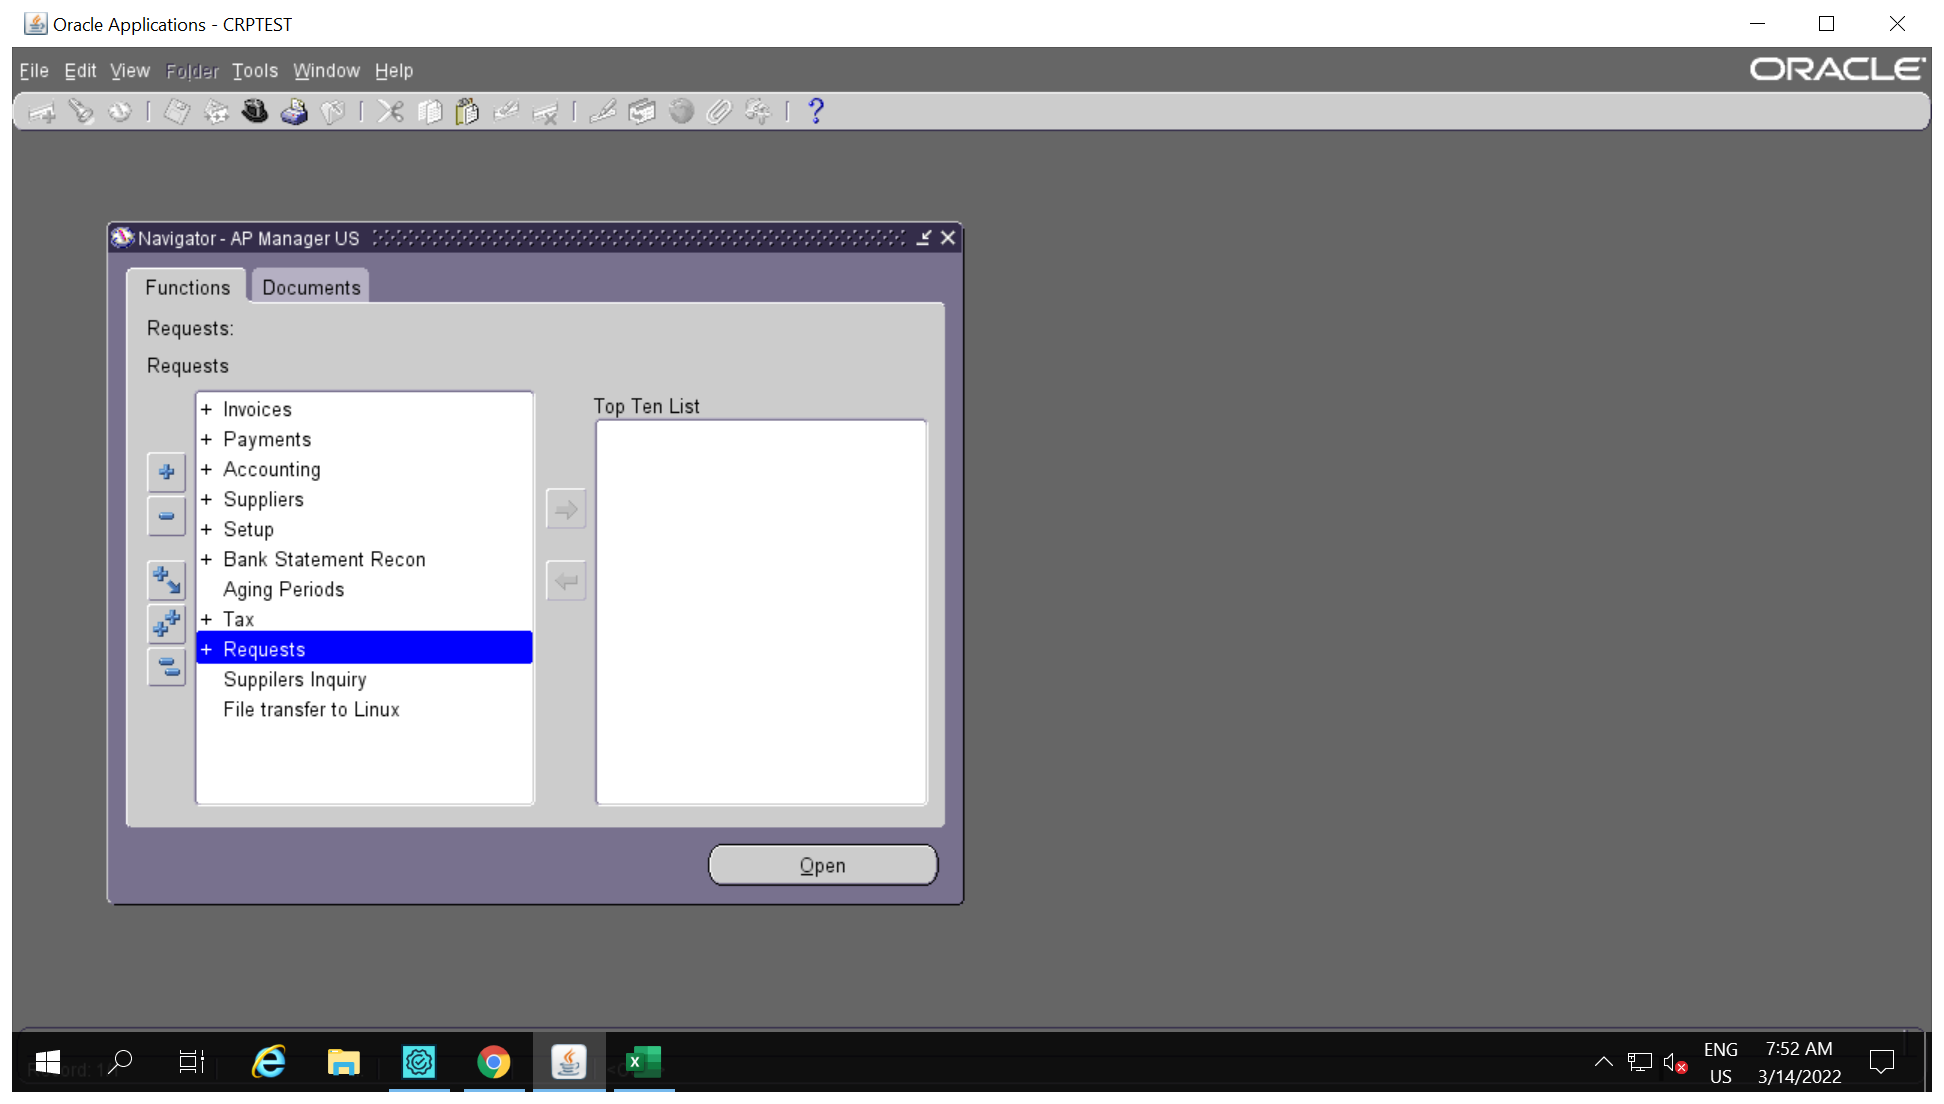 Oracle Applications - CRPTEST
File Edit View Folder Tools Window Help
ORACLE
Navigator - AP Manager US
Functions Documents
Requests:
Requests
+ Invoices
+ Payments
+ Accounting
+ Suppliers
+ Setup
+ Bank Statement Recon
Aging Periods
+ Tax
+ Requests
Suppilers Inquiry
File transfer to Linux
Top Ten List
Open
ENG
US
7:52 AM
3/14/2022